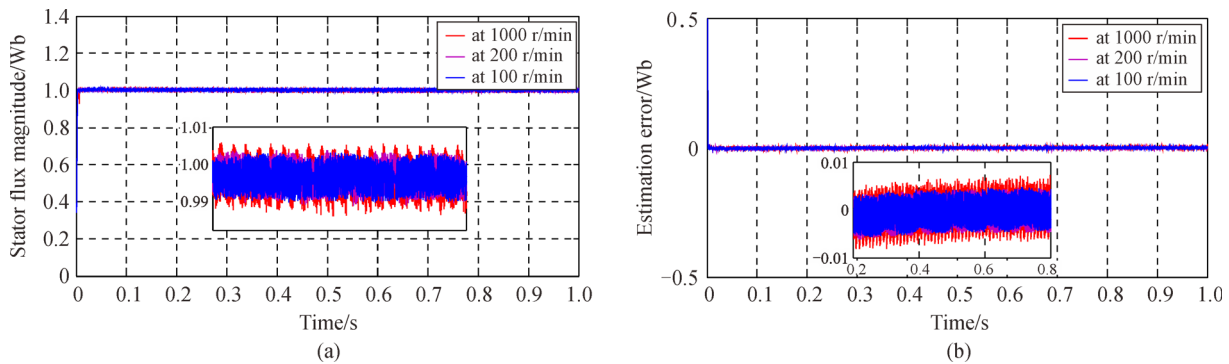 1.4
1.2
1.0
0.8
0.6
0.4
0.2
0
Stator flux magnitude/Wb
at 1000 r/min
at 200 r/min
at 100 r/min
1.01
1.00
0.99
0 0.1 0.2 0.3 0.4 0.5 0.6 0.7 0.8 0.9 1.0
Time/s
(a)
0.5
0
−0.5
Estimation error/Wb
at 1000 r/min
at 200 r/min
at 100 r/min
0.01
0
−0.01
0.2 0.4 0.6 0.8
0 0.1 0.2 0.3 0.4 0.5 0.6 0.7 0.8 0.9 1.0
Time/s
(b)